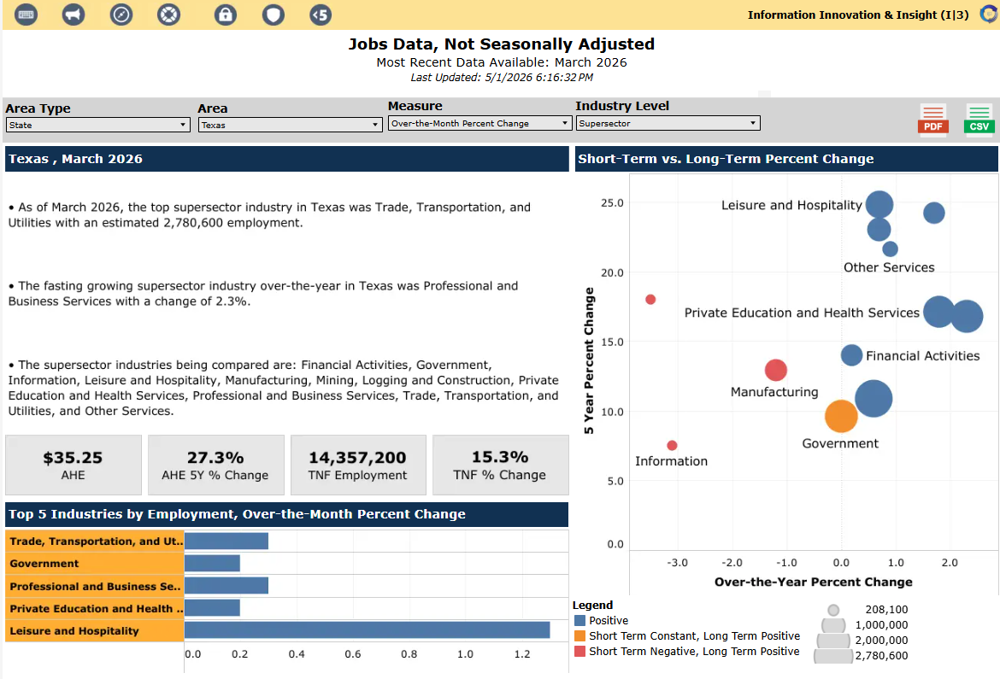 <5
Information Innovation & Insight (I|3)
Jobs Data, Not Seasonally Adjusted
Most Recent Data Available: March 2026
Last Updated: 5/1/2026 6:16:32 PM
Area Type
State
Area
Texas
Measure
Over-the-Month Percent Change
Industry Level
Supersector
PDF
CSV
Texas , March 2026
• As of March 2026, the top supersector industry in Texas was Trade, Transportation, and
Utilities with an estimated 2,780,600 employment.
• The fasting growing supersector industry over-the-year in Texas was Professional and
Business Services with a change of 2.3%.
• The supersector industries being compared are: Financial Activities, Government,
Information, Leisure and Hospitality, Manufacturing, Mining, Logging and Construction, Private
Education and Health Services, Professional and Business Services, Trade, Transportation, and
Utilities, and Other Services.
$35.25
AHE
27.3%
AHE 5Y % Change
14,357,200
TNF Employment
15.3%
TNF % Change
Top 5 Industries by Employment, Over-the-Month Percent Change
Trade, Transportation, and Ut..
Government
Professional and Business Se..
Private Education and Health ..
Leisure and Hospitality
0.0 0.2 0.4 0.6 0.8 1.0 1.2
Short-Term vs. Long-Term Percent Change
5 Year Percent Change
25.0
20.0
15.0
10.0
5.0
0.0
Leisure and Hospitality
Other Services
Private Education and Health Services
Financial Activities
Manufacturing
Government
Information
-3.0 -2.0 -1.0 0.0 1.0 2.0
Over-the-Year Percent Change
Legend
Positive
Short Term Constant, Long Term Positive
Short Term Negative, Long Term Positive
208,100
1,000,000
2,000,000
2,780,600